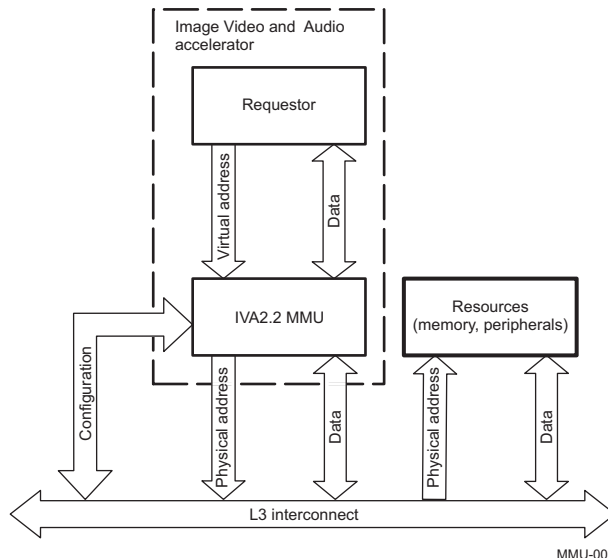 Image Video and Audio
accelerator
Requestor
Virtual address
Data
IVA2.2 MMU
Resources
(memory, peripherals)
Configuration
Physical address
Data
Physical address
Data
L3 interconnect
MMU-00